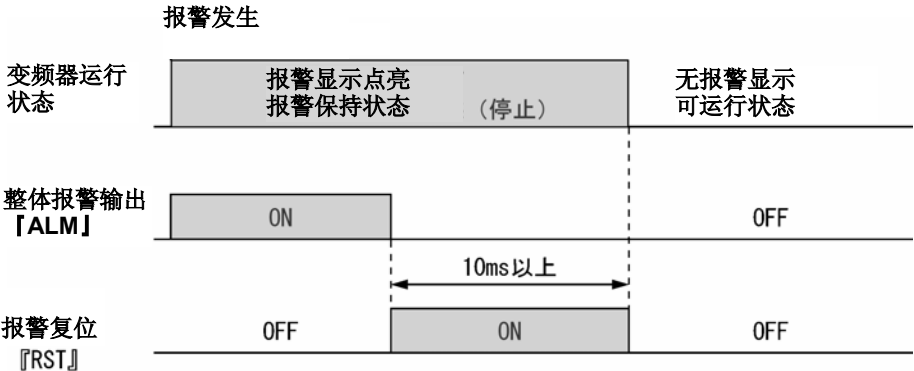 报警发生
变频器运行
状态
报警显示点亮
报警保持状态
（停止）
无报警显示
可运行状态
整体报警输出
「ALM」
ON
OFF
10ms以上
报警复位
『RST』
OFF
ON
OFF